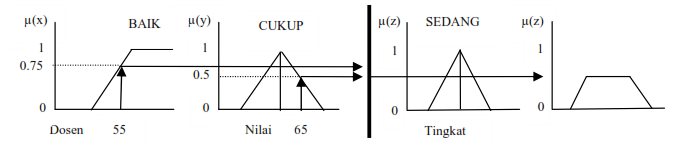 μ(x) BAIK μ(y) CUKUP μ(z) SEDANG μ(z)
1 1 1 1
0.75 0.5
0 0 0 0
Dosen 55 Nilai 65 Tingkat